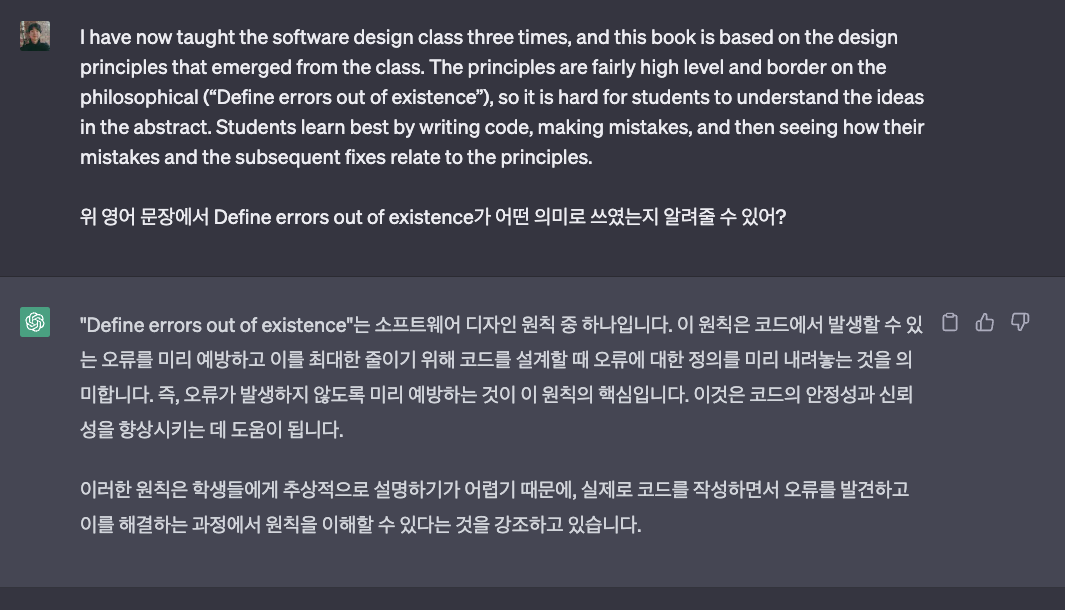 I have now taught the software design class three times, and this book is based on the design
principles that emerged from the class. The principles are fairly high level and border on the
philosophical (“Define errors out of existence”), so it is hard for students to understand the ideas
in the abstract. Students learn best by writing code, making mistakes, and then seeing how their
mistakes and the subsequent fixes relate to the principles.
위 영어 문장에서 Define errors out of existence가 어떤 의미로 쓰였는지 알려줄 수 있어?
"Define errors out of existence"는 소프트웨어 디자인 원칙 중 하나입니다. 이 원칙은 코드에서 발생할 수 있
는 오류를 미리 예방하고 이를 최대한 줄이기 위해 코드를 설계할 때 오류에 대한 정의를 미리 내려놓는 것을 의
미합니다. 즉, 오류가 발생하지 않도록 미리 예방하는 것이 이 원칙의 핵심입니다. 이것은 코드의 안정성과 신뢰
성을 향상시키는 데 도움이 됩니다.
이러한 원칙은 학생들에게 추상적으로 설명하기가 어렵기 때문에, 실제로 코드를 작성하면서 오류를 발견하고
이를 해결하는 과정에서 원칙을 이해할 수 있다는 것을 강조하고 있습니다.